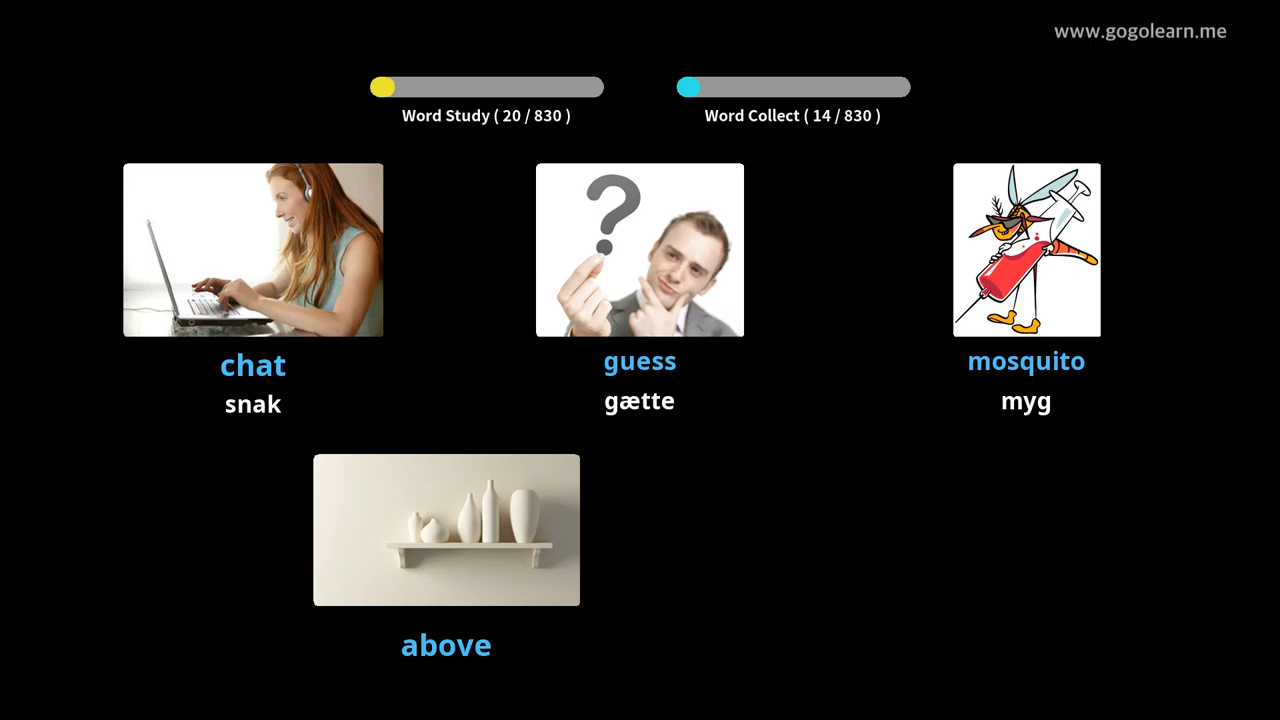 www.gogolearn.me
Word Study ( 20 / 830 )
Word Collect ( 14 / 830 )
chat
snak
guess
gætte
mosquito
myg
above